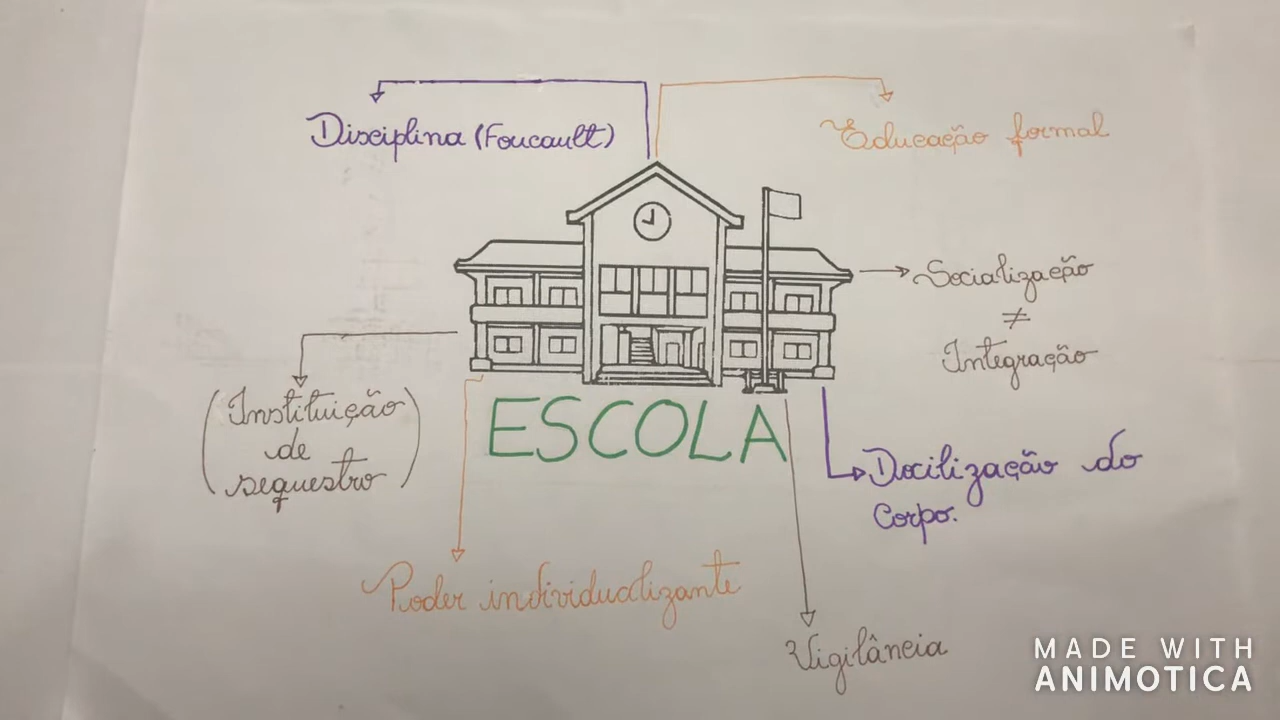 Disciplina (Foucault)
Educação formal
Socialização
≠
Integração
(Instituição
de
sequestro)
ESCOLA
Docilização do
corpo.
Poder individualizante
Vigilância
MADE WITH
ANIMOTICA